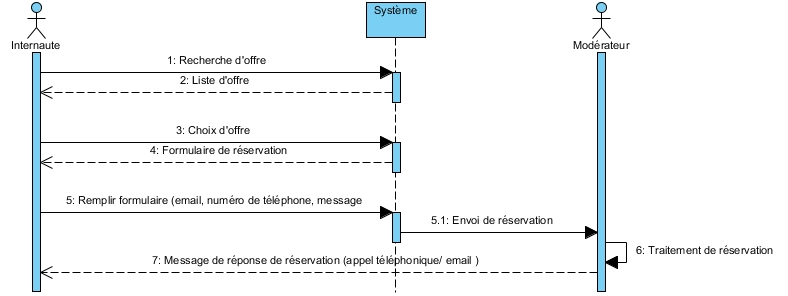 Système
Internaute
Modérateur
1: Recherche d'offre
2: Liste d'offre
3: Choix d'offre
4: Formulaire de réservation
5: Remplir formulaire (email, numéro de téléphone, message
5.1: Envoi de réservation
6: Traitement de réservation
7: Message de réponse de réservation (appel téléphonique/ email )